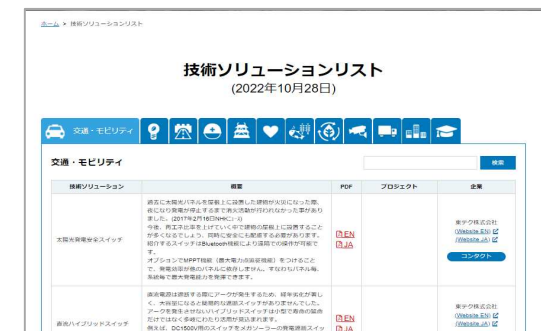 ホーム > 技術ソリューションリスト
技術ソリューションリスト
(2022年10月28日)
交通・モビリティ
交通・モビリティ
検索
技術ソリューション 概要 PDF プロジェクト 企業
太陽光発電安全スイッチ
過去に太陽光パネルを屋根上に設置した建物が火災になった際、
夜になり発電が停止するまで消火活動が行われなかった事があり
ました。(2017年2月16日NHKにより)
今後、再エネ比率を上げていく中で建物の屋根上に設置すること
が多くなるでしょう、同時に安全にも配慮する必要があります。
紹介するスイッチはBluetooth機能により遠隔での操作が可能で
す。
オプションでMPPT機能(最大電力点追従機能)をつけること
で、発電効率が他のパネルに依存しません。すなわちパネル毎、
系統毎で最大発電能力を発揮できます。
EN
JA
東テク株式会社
(Website EN)
(Website JA)
コンタクト
直流ハイブリッドスイッチ
直流電源は遮断する際にアークが発生するため、経年劣化が著し
く、大容量になると従来的な遮断スイッチがありませんでした。
アークを発生させないハイブリッドスイッチは小型で寿命の延命
だけではなく多岐にわたり活用が見込まれます。
例えば、DC1500V用のスイッチをメガソーラーの発電遮断スイッ
EN
JA
東テク株式会社
(Website EN)
(Website JA)